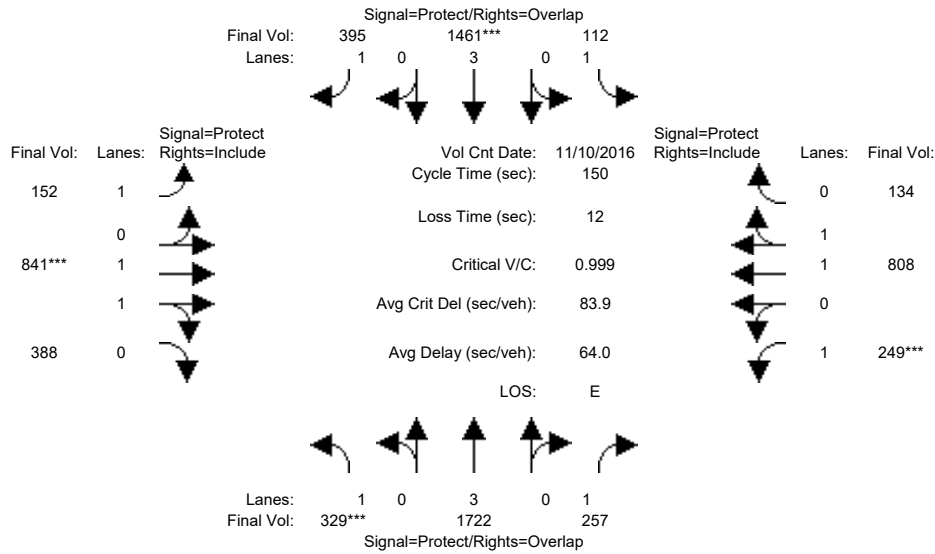 Signal=Protect/Rights=Overlap
Final Vol: 395 1461*** 112
Lanes: 1 0 3 0 1
Signal=Protect Signal=Protect
Final Vol: Lanes: Rights=Include Vol Cnt Date: 11/10/2016 Rights=Include Lanes: Final Vol:
Cycle Time (sec): 150
152 1 0 134
Loss Time (sec): 12
0 1
841*** 1 Critical V/C: 0.999 1 808
1 Avg Crit Del (sec/veh): 83.9 0
388 0 Avg Delay (sec/veh): 64.0 1 249***
LOS: E
Lanes: 1 0 3 0 1
Final Vol: 329*** 1722 257
Signal=Protect/Rights=Overlap